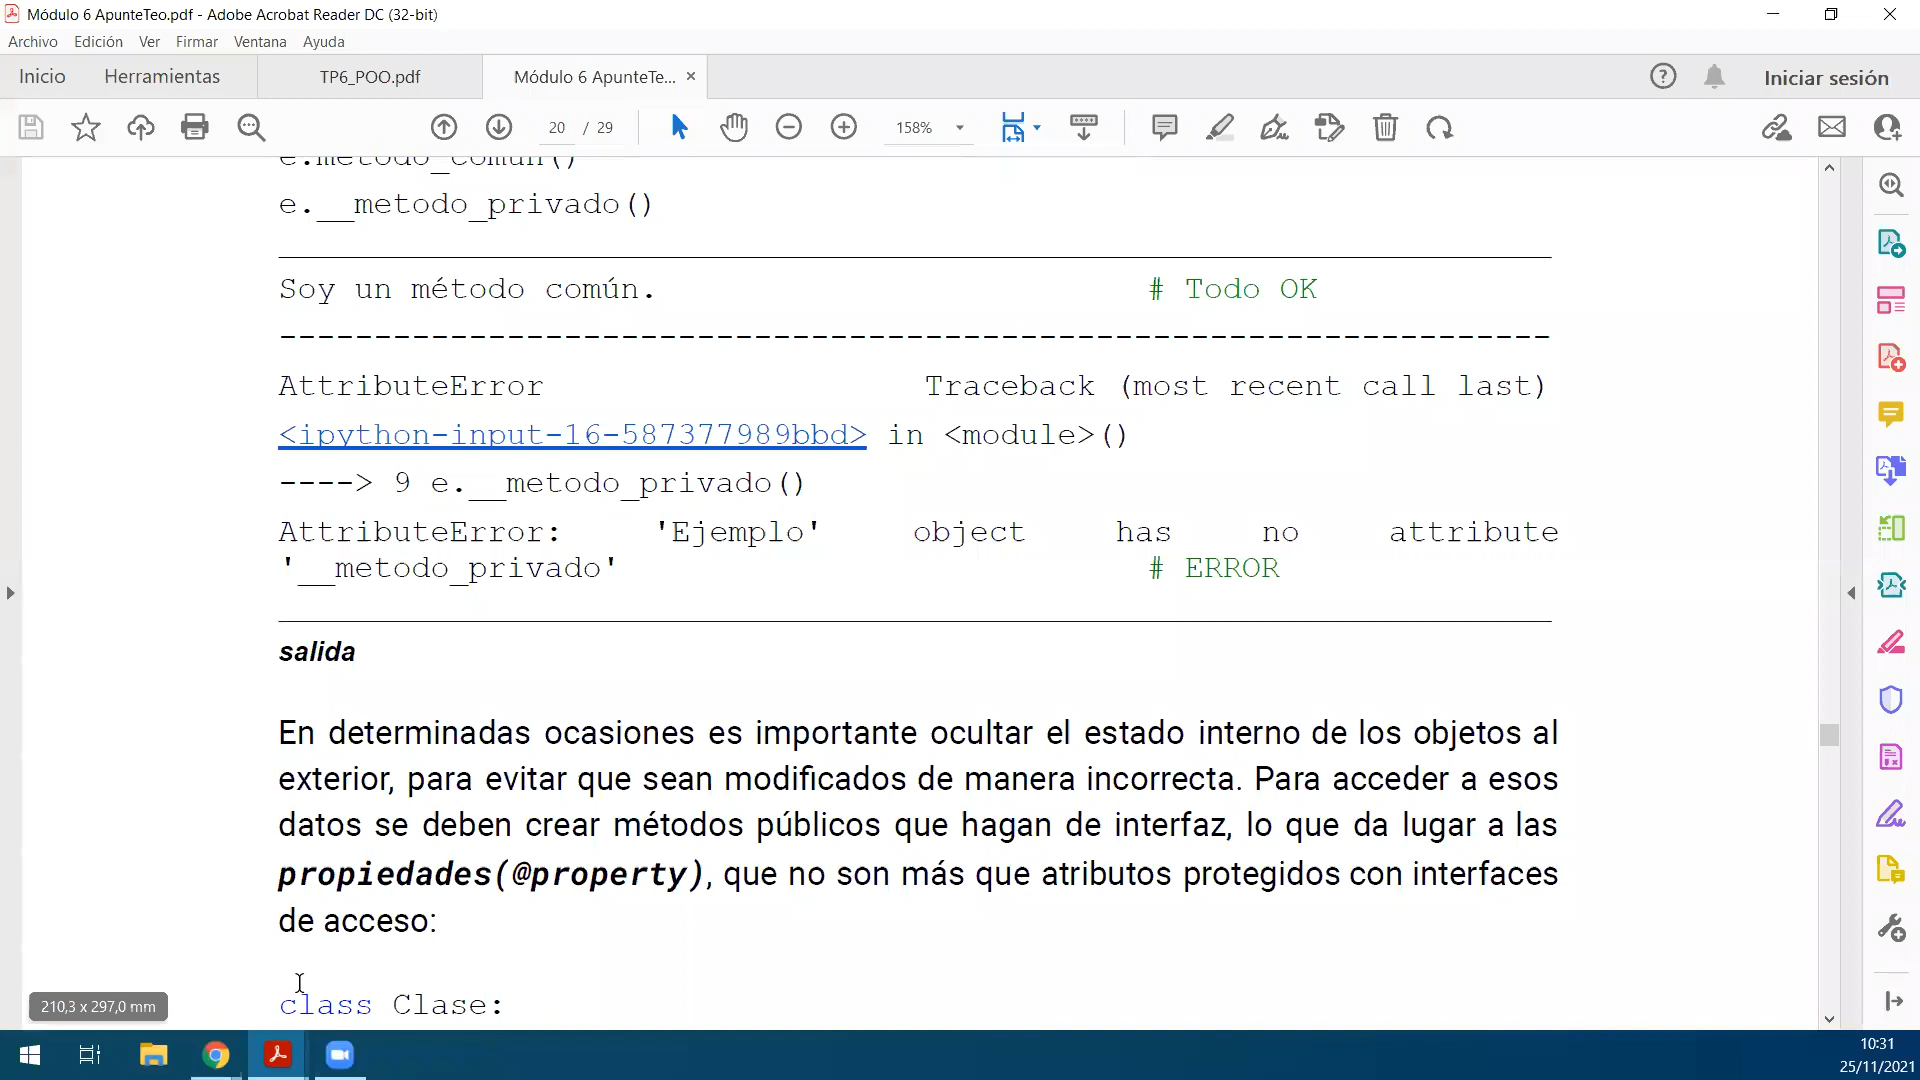 Módulo 6 ApunteTeo.pdf - Adobe Acrobat Reader DC (32-bit)
Archivo Edición Ver Firmar Ventana Ayuda
Inicio Herramientas TP6_POO.pdf Módulo 6 ApunteTe... × Iniciar sesión
20 / 29 158%
e.metodo_común()
e.__metodo_privado()
Soy un método común. # Todo OK
--------------------------------------------------------------------
AttributeError Traceback (most recent call last)
<ipython-input-16-587377989bbd> in <module>()
----> 9 e.__metodo_privado()
AttributeError: 'Ejemplo' object has no attribute
'__metodo_privado' # ERROR
salida
En determinadas ocasiones es importante ocultar el estado interno de los objetos al
exterior, para evitar que sean modificados de manera incorrecta. Para acceder a esos
datos se deben crear métodos públicos que hagan de interfaz, lo que da lugar a las
propiedades(@property), que no son más que atributos protegidos con interfaces
de acceso:
class Clase:
210,3 x 297,0 mm
10:31
25/11/2021